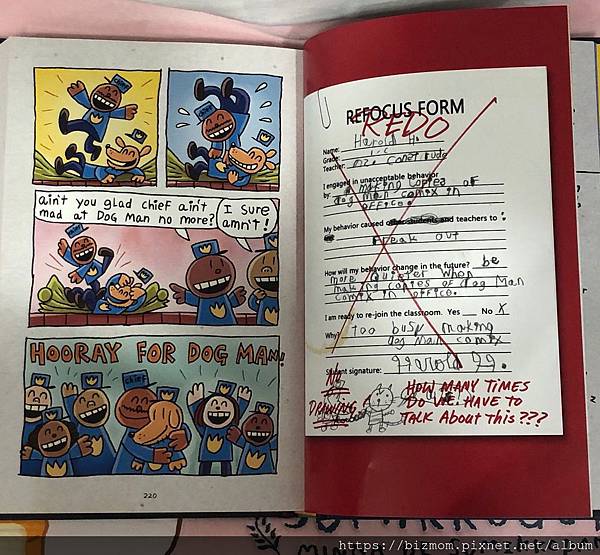 chief
chief
ain't you glad chief ain't
mad at DOG Man no more?
I sure
amn't!
HOORAY FOR DOG MAN!
chief
220
REFOCUS FORM
REDO
Name: Harold H.
Grade:
Teacher:
I engaged in unacceptable behavior
by: making copies of
dog man comix in
office.
My behavior caused other students and teachers to:
Freak out
How will my behavior change in the future? be
more Quieter when
making copies of dog Man
comix in office.
I am ready to re-join the classroom. Yes No X
Why? too busy making
dog Man comix
Student signature: Harold H.
No
DRAWING
HOW MANY TIMES
DO WE HAVE TO
TALK About This???
https://bizmom.pixnet.net/album